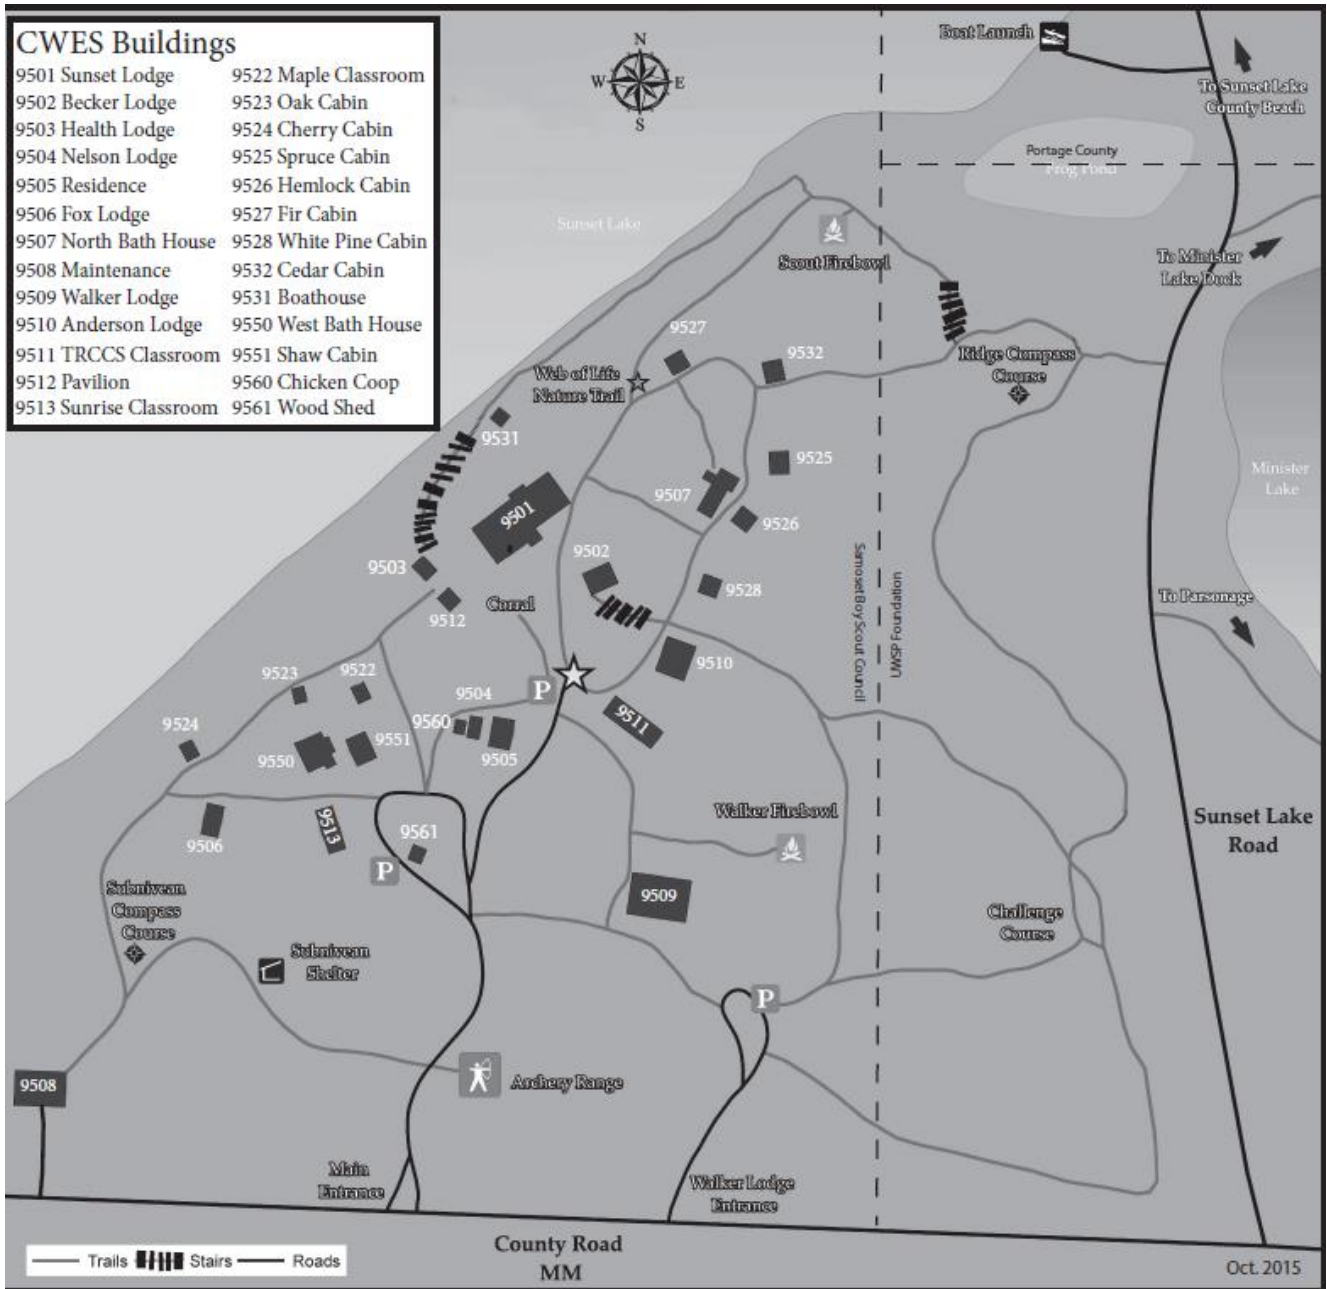 CWES Buildings
9501 Sunset Lodge
9502 Becker Lodge
9503 Health Lodge
9504 Nelson Lodge
9505 Residence
9506 Fox Lodge
9507 North Bath House
9508 Maintenance
9509 Walker Lodge
9510 Anderson Lodge
9511 TRCCS Classroom
9512 Pavilion
9513 Sunrise Classroom
9522 Maple Classroom
9523 Oak Cabin
9524 Cherry Cabin
9525 Spruce Cabin
9526 Hemlock Cabin
9527 Fir Cabin
9528 White Pine Cabin
9532 Cedar Cabin
9531 Boathouse
9550 West Bath House
9551 Shaw Cabin
9560 Chicken Coop
9561 Wood Shed
N
W
E
S
Boat Launch
To Sunset Lake
County Beach
Portage County
Frog Pond
Sunset Lake
Scout Firebowl
To Minister
Lake Dock
9527
9532
Ridge Compass
Course
Web of Life
Nature Trail
9531
9525
Minister
Lake
9507
9501
9526
9502
9503
Samoset Boy Scout Council
UWSP Foundation
9528
To Parsonage
Corral
9512
9510
9523
9522
P
9504
9511
9524
9560
9551
9550
9505
Walker Firebowl
Sunset Lake
Road
9561
9513
9506
P
9509
Subnivean
Compass
Course
Challenge
Course
Subnivean
Shelter
P
9508
Archery Range
Main
Entrance
Walker Lodge
Entrance
County Road
MM
Trails
Stairs
Roads
Oct. 2015